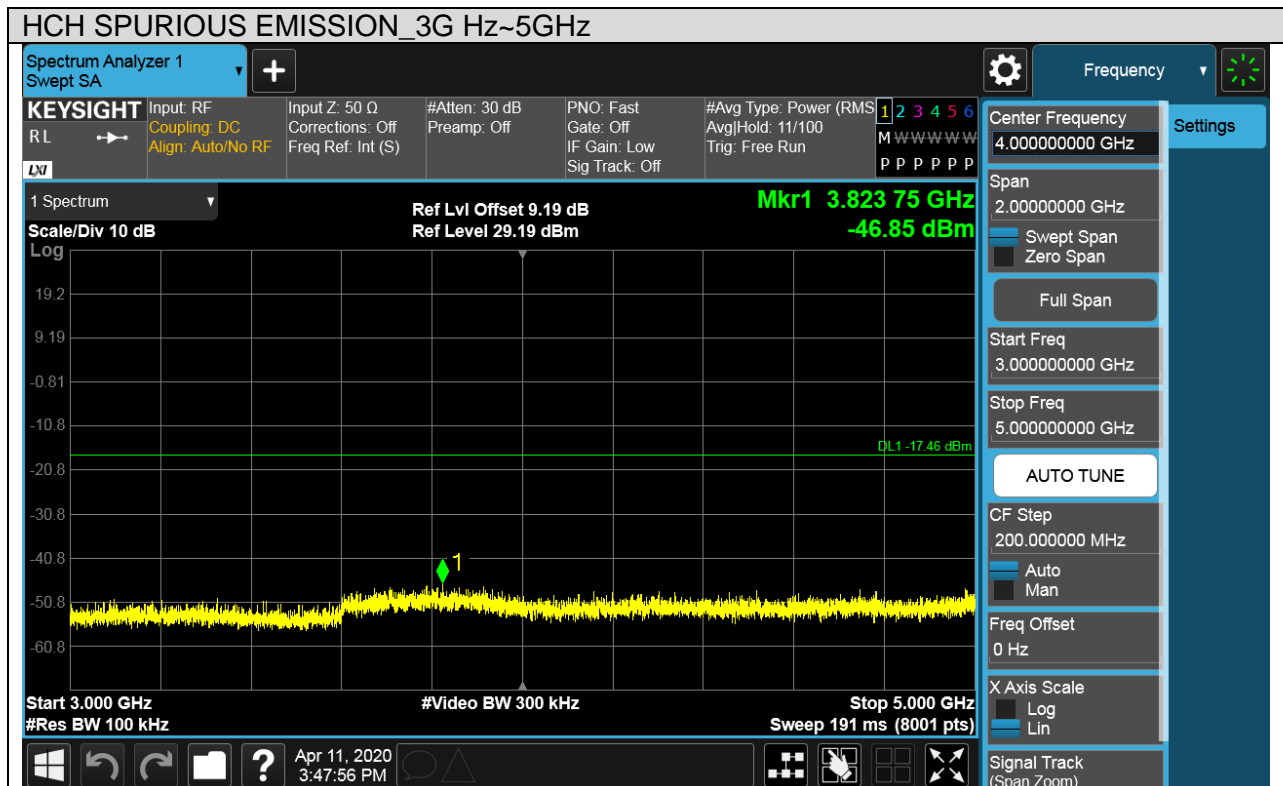 HCH SPURIOUS EMISSION_3G Hz~5GHz
Spectrum Analyzer 1
Swept SA
+
Frequency
KEYSIGHT
RL
LXI
Input: RF
Coupling: DC
Align: Auto/No RF
Input Z: 50 Ω
Corrections: Off
Freq Ref: Int (S)
#Atten: 30 dB
Preamp: Off
PNO: Fast
Gate: Off
IF Gain: Low
Sig Track: Off
#Avg Type: Power (RMS
Avg|Hold: 11/100
Trig: Free Run
1 2 3 4 5 6
M W W W W W
P P P P P P
1 Spectrum
Scale/Div 10 dB
Log
Ref Lvl Offset 9.19 dB
Ref Level 29.19 dBm
Mkr1 3.823 75 GHz
-46.85 dBm
19.2
9.19
-0.81
-10.8
-20.8
-30.8
-40.8
-50.8
-60.8
DL1 -17.46 dBm
1
Start 3.000 GHz
#Res BW 100 kHz
#Video BW 300 kHz
Stop 5.000 GHz
Sweep 191 ms (8001 pts)
Center Frequency
4.000000000 GHz
Settings
Span
2.00000000 GHz
Swept Span
Zero Span
Full Span
Start Freq
3.000000000 GHz
Stop Freq
5.000000000 GHz
AUTO TUNE
CF Step
200.000000 MHz
Auto
Man
Freq Offset
0 Hz
X Axis Scale
Log
Lin
Signal Track
(Span Zoom)
?
Apr 11, 2020
3:47:56 PM